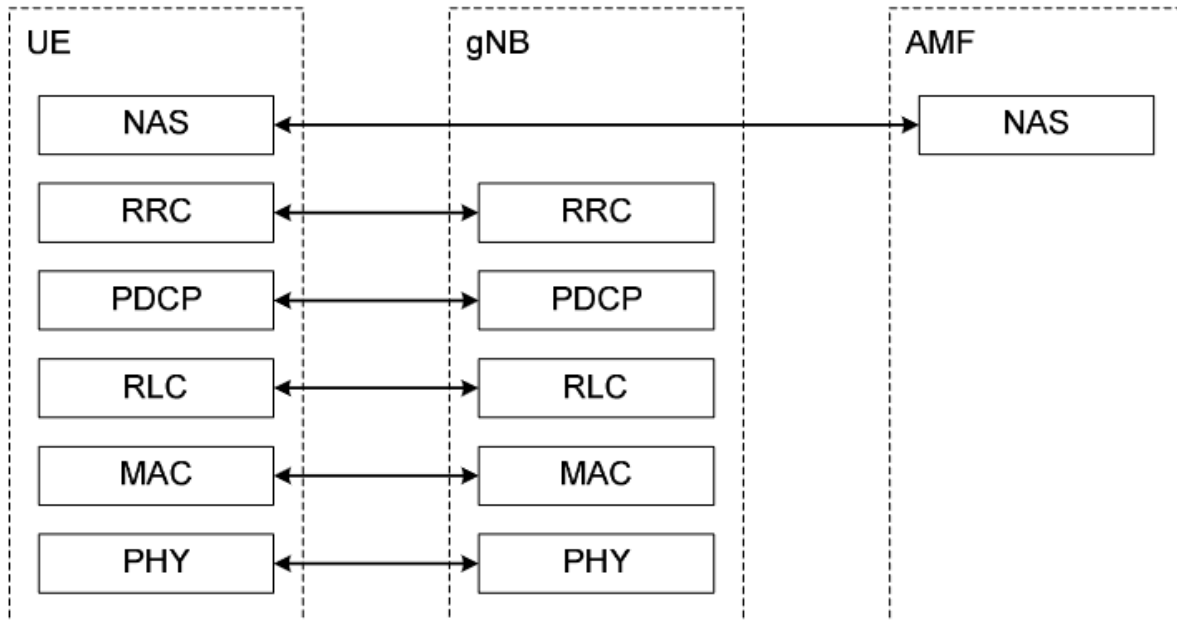 UE
gNB
AMF
NAS
NAS
RRC
RRC
PDCP
PDCP
RLC
RLC
MAC
MAC
PHY
PHY